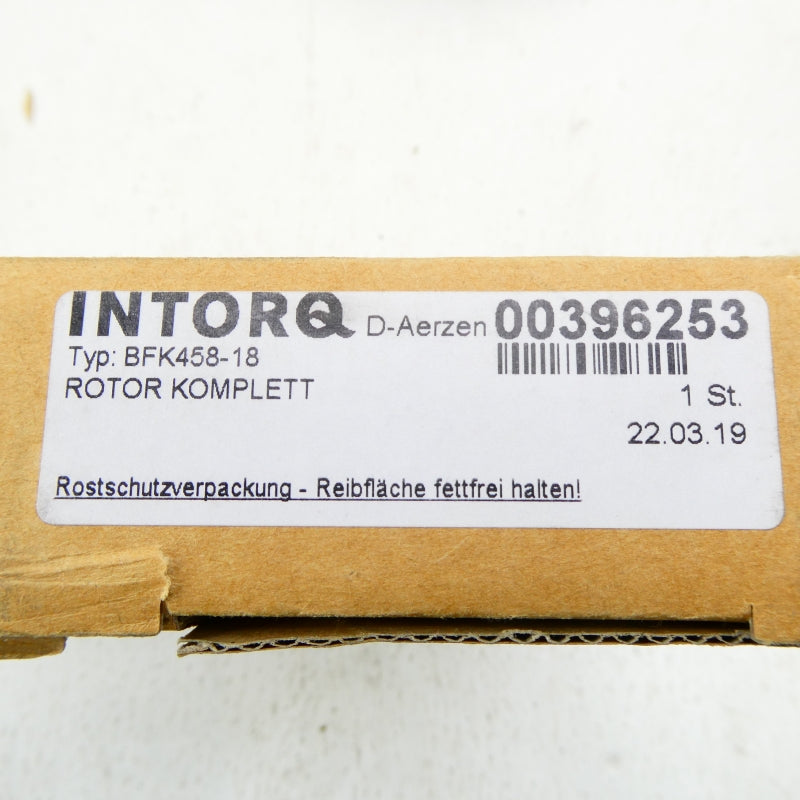 INTORQ D-Aerzen 00396253
Typ: BFK458-18
ROTOR KOMPLETT
1 St.
22.03.19
Rostschutzverpackung - Reibfläche fettfrei halten!